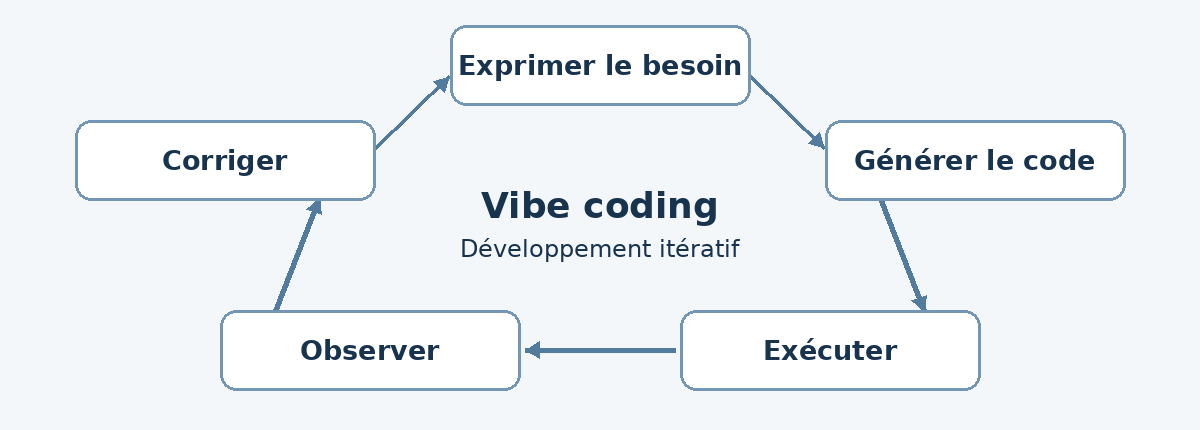 Exprimer le besoin
Corriger
Générer le code
Vibe coding
Développement itératif
Observer
Exécuter